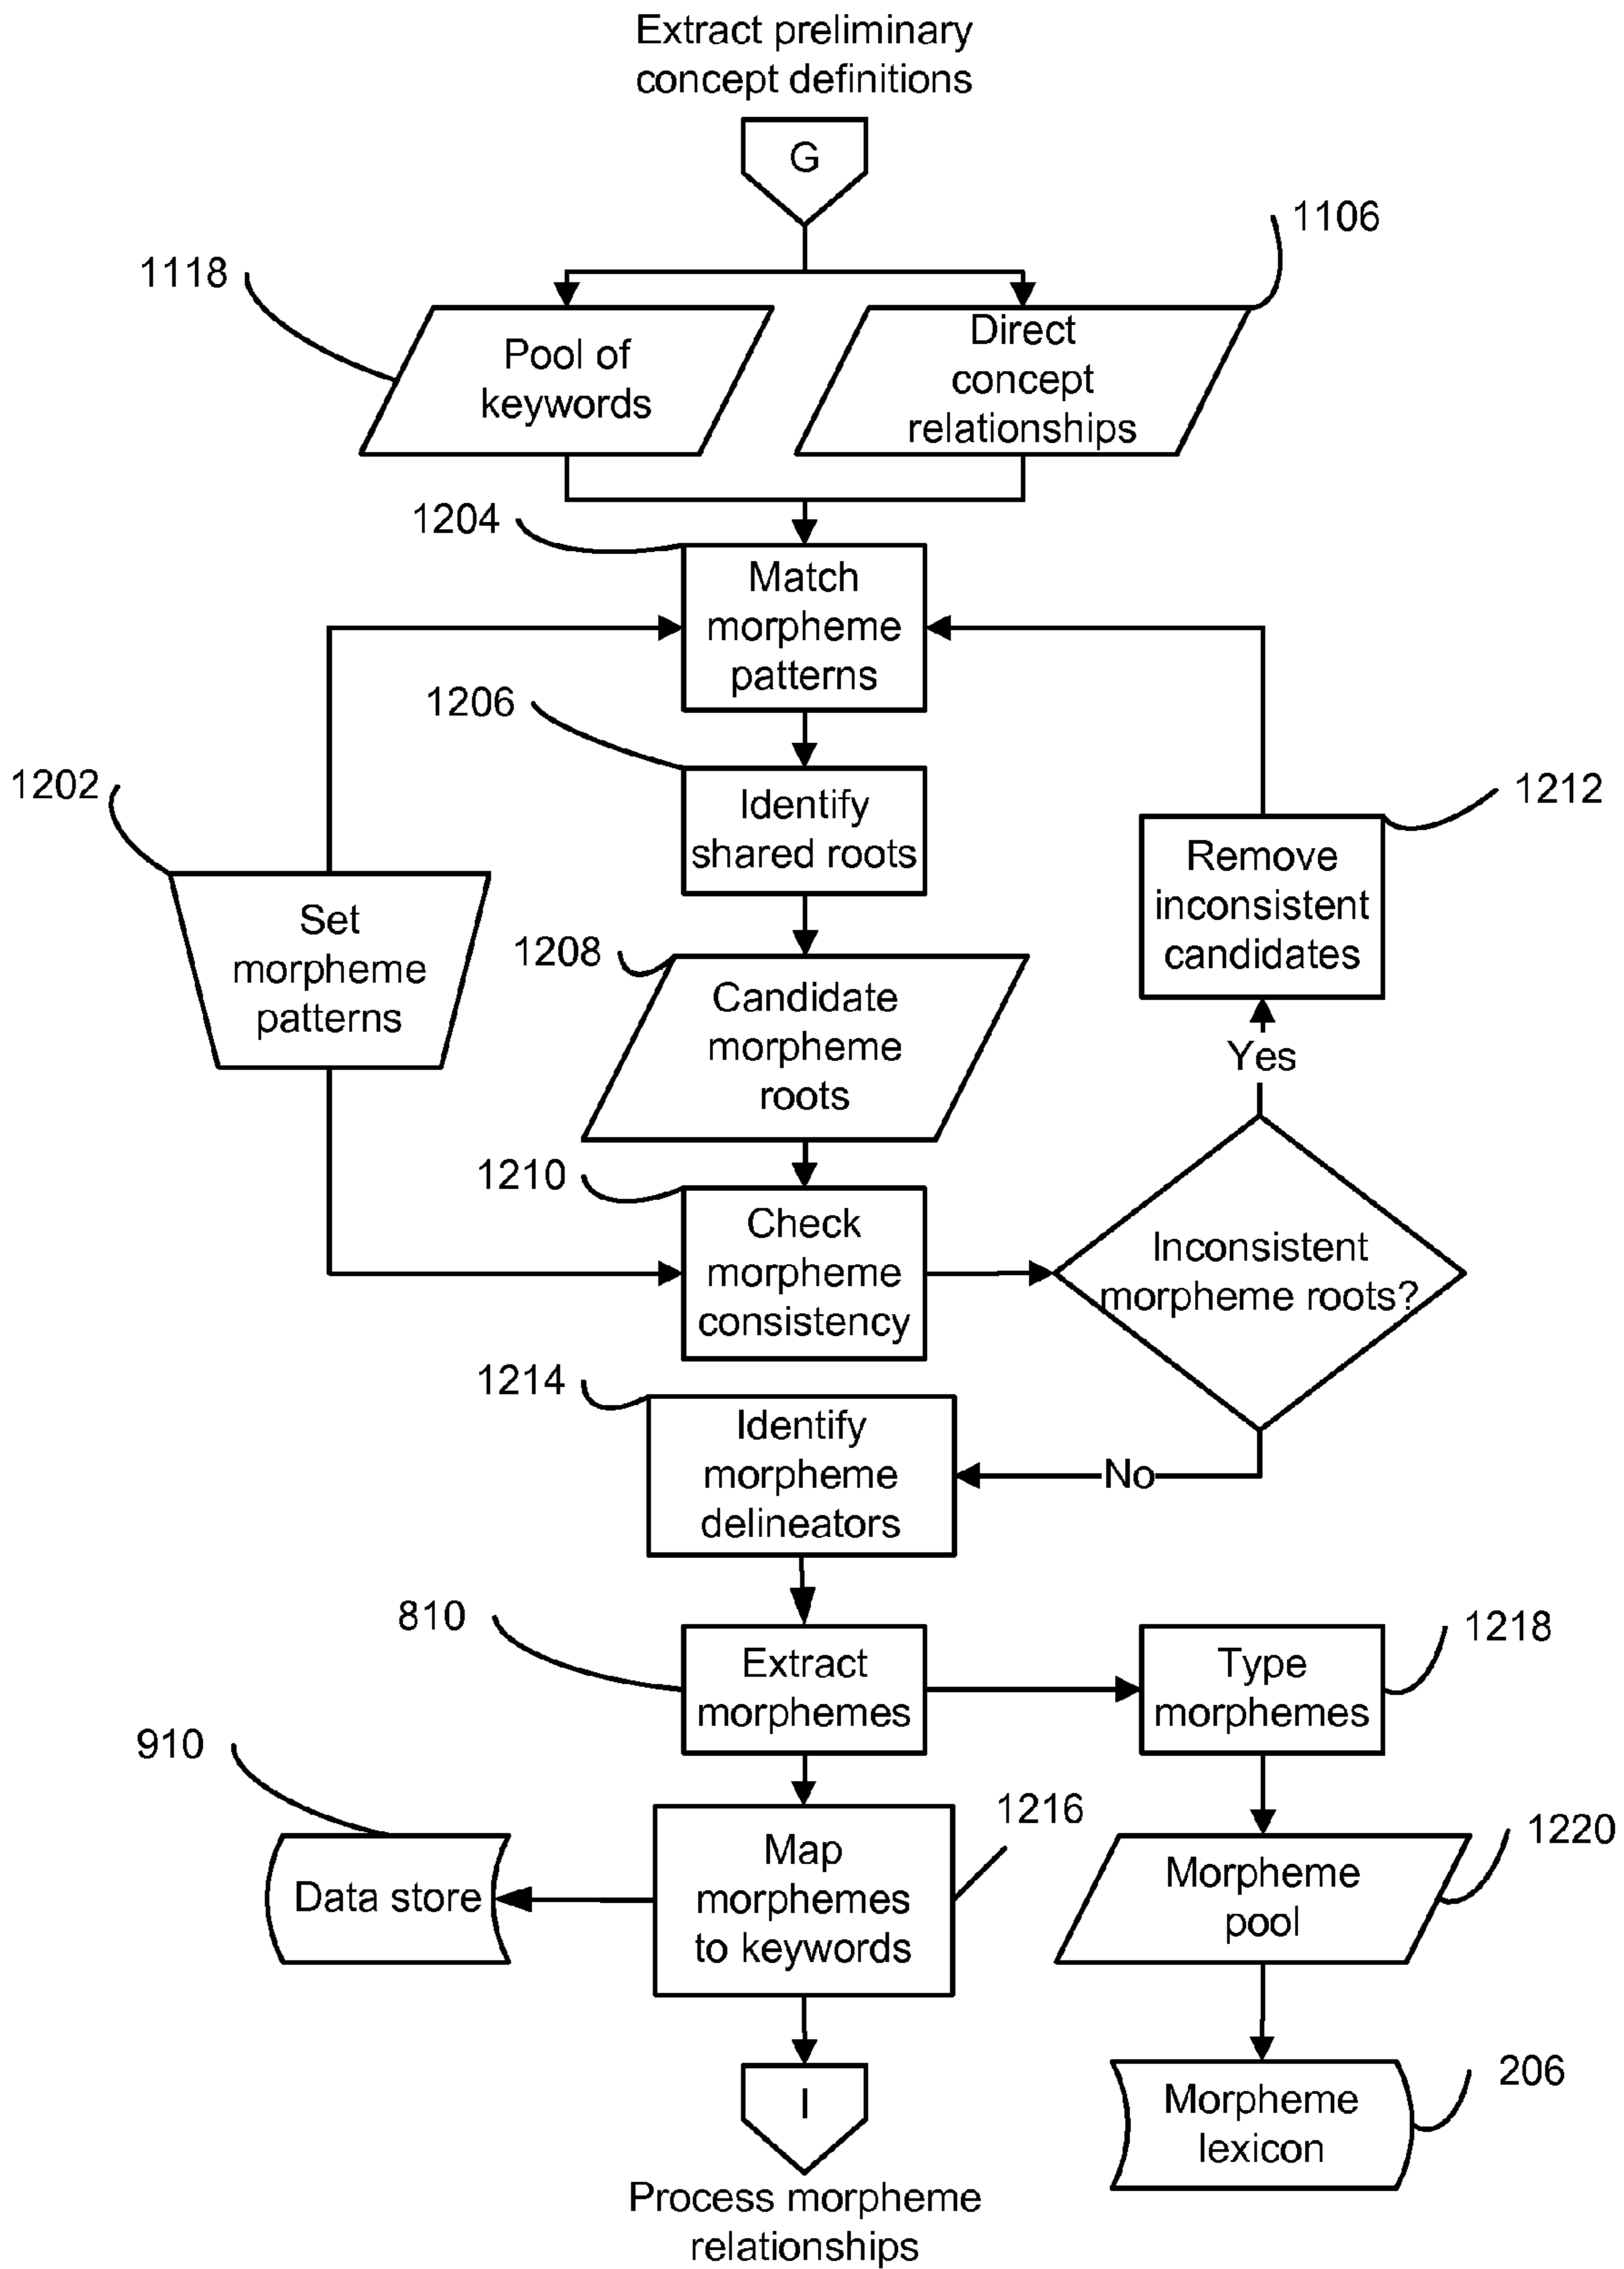 Extract preliminary
concept definitions
G
1106
1118
Pool of
keywords
Direct
concept
relationships
1204
Match
morpheme
patterns
1206
1202
Identify
shared roots
1212
Remove
inconsistent
candidates
Set
morpheme
patterns
1208
Candidate
morpheme
roots
Yes
1210
Check
morpheme
consistency
Inconsistent
morpheme roots?
1214
Identify
morpheme
delineators
No
810
Extract
morphemes
1218
Type
morphemes
910
Data store
1216
Map
morphemes
to keywords
1220
Morpheme
pool
I
206
Morpheme
lexicon
Process morpheme
relationships